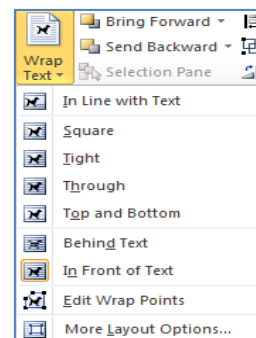 Bring Forward
Send Backward
Wrap Text
Selection Pane
In Line with Text
Square
Tight
Through
Top and Bottom
Behind Text
In Front of Text
Edit Wrap Points
More Layout Options...